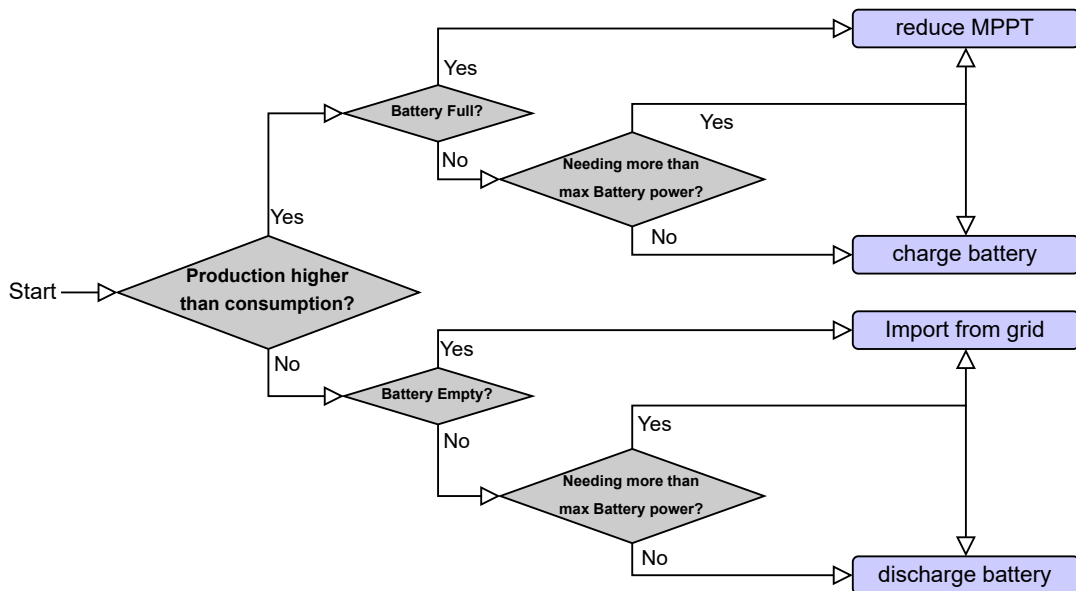 reduce MPPT
Yes
Battery Full?
Yes
No
Needing more than
max Battery power?
Yes
No
charge battery
Production higher
than consumption?
Start
Import from grid
No
Yes
Battery Empty?
No
Yes
Needing more than
max Battery power?
No
discharge battery